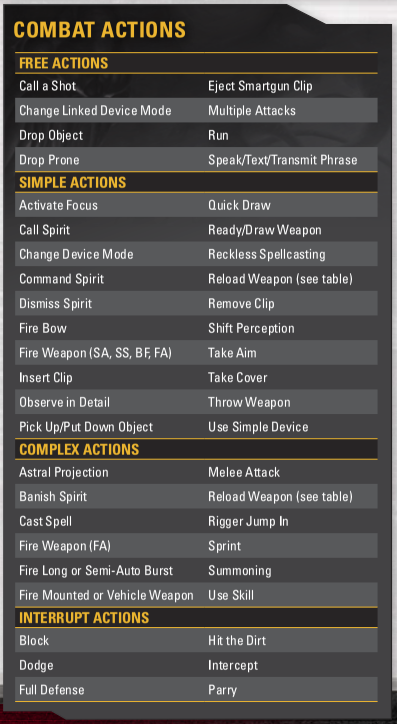 COMBAT ACTIONS
FREE ACTIONS
Call a Shot Eject Smartgun Clip
Change Linked Device Mode Multiple Attacks
Drop Object Run
Drop Prone Speak/Text/Transmit Phrase
SIMPLE ACTIONS
Activate Focus Quick Draw
Call Spirit Ready/Draw Weapon
Change Device Mode Reckless Spellcasting
Command Spirit Reload Weapon (see table)
Dismiss Spirit Remove Clip
Fire Bow Shift Perception
Fire Weapon (SA, SS, BF, FA) Take Aim
Insert Clip Take Cover
Observe in Detail Throw Weapon
Pick Up/Put Down Object Use Simple Device
COMPLEX ACTIONS
Astral Projection Melee Attack
Banish Spirit Reload Weapon (see table)
Cast Spell Rigger Jump In
Fire Weapon (FA) Sprint
Fire Long or Semi-Auto Burst Summoning
Fire Mounted or Vehicle Weapon Use Skill
INTERRUPT ACTIONS
Block Hit the Dirt
Dodge Intercept
Full Defense Parry